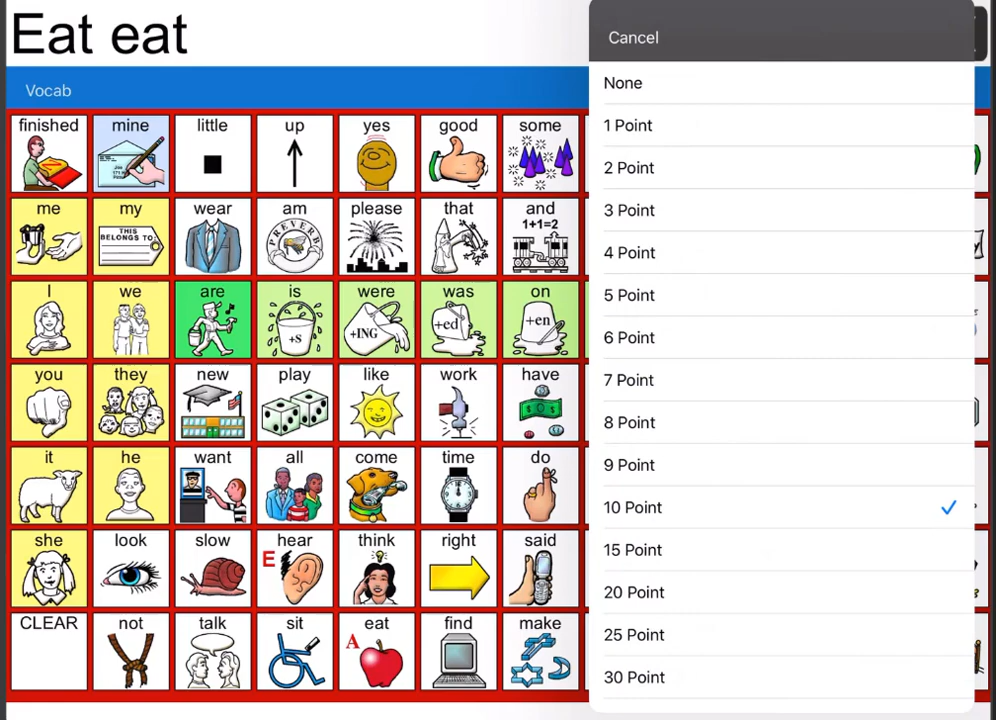 Eat eat
Vocab
finished mine little up yes good some
me my wear am please that and
THIS BELONGS TO PREVERB 1+1=2
I we are is were was on
+s +ING +ed +en
you they new play like work have
it he want all come time do
she look slow hear think right said
E
CLEAR not talk sit eat find make
A
Cancel
None
1 Point
2 Point
3 Point
4 Point
5 Point
6 Point
7 Point
8 Point
9 Point
10 Point
15 Point
20 Point
25 Point
30 Point